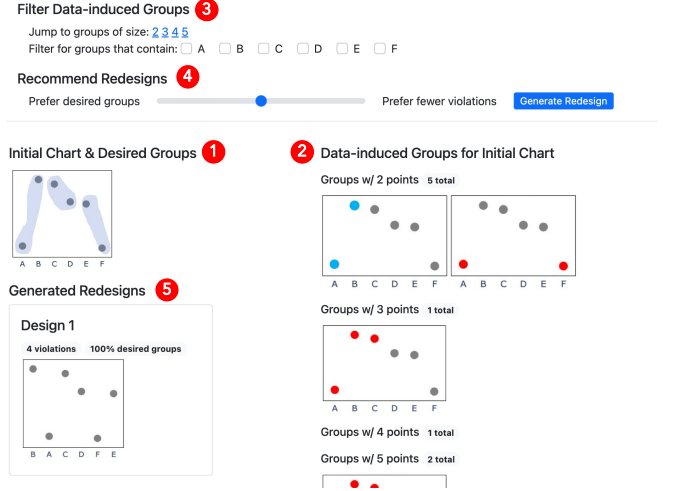 Filter Data-induced Groups 3
Jump to groups of size: 2 3 4 5
Filter for groups that contain: A B C D E F
Recommend Redesigns 4
Prefer desired groups Prefer fewer violations Generate Redesign
Initial Chart & Desired Groups 1
A B C D E F
Generated Redesigns 5
Design 1
4 violations 100% desired groups
B A C D F E
2 Data-induced Groups for Initial Chart
Groups w/ 2 points 5 total
A B C D E F A B C D E F
Groups w/ 3 points 1 total
A B C D E F
Groups w/ 4 points 1 total
Groups w/ 5 points 2 total